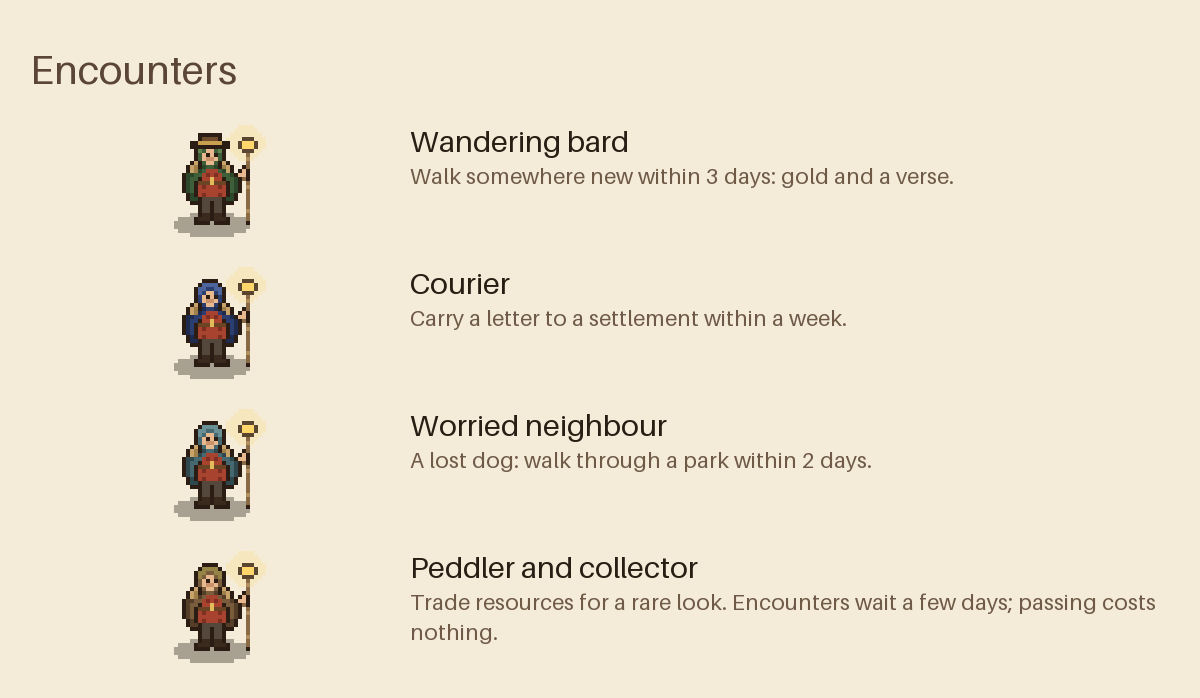 Encounters
Wandering bard
Walk somewhere new within 3 days: gold and a verse.
Courier
Carry a letter to a settlement within a week.
Worried neighbour
A lost dog: walk through a park within 2 days.
Peddler and collector
Trade resources for a rare look. Encounters wait a few days; passing costs
nothing.